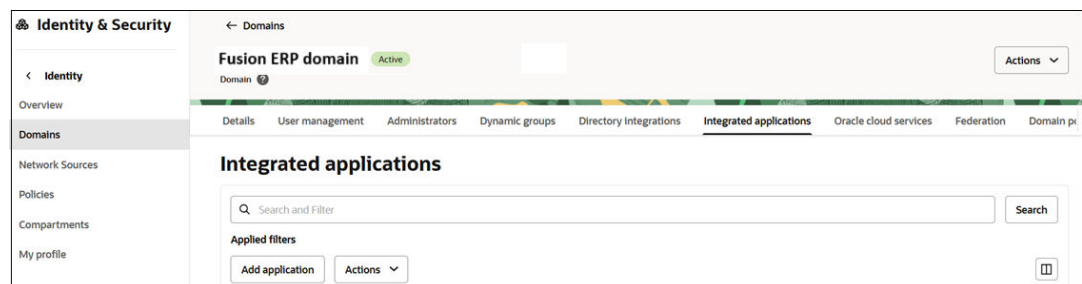 Identity & Security
← Domains
Fusion ERP domain Active
Actions
Domain ?
< Identity
Overview
Details User management Administrators Dynamic groups Directory integrations Integrated applications Oracle cloud services Federation Domain po
Domains
Network Sources
Integrated applications
Policies
Search and Filter Search
Compartments
Applied filters
My profile
Add application Actions